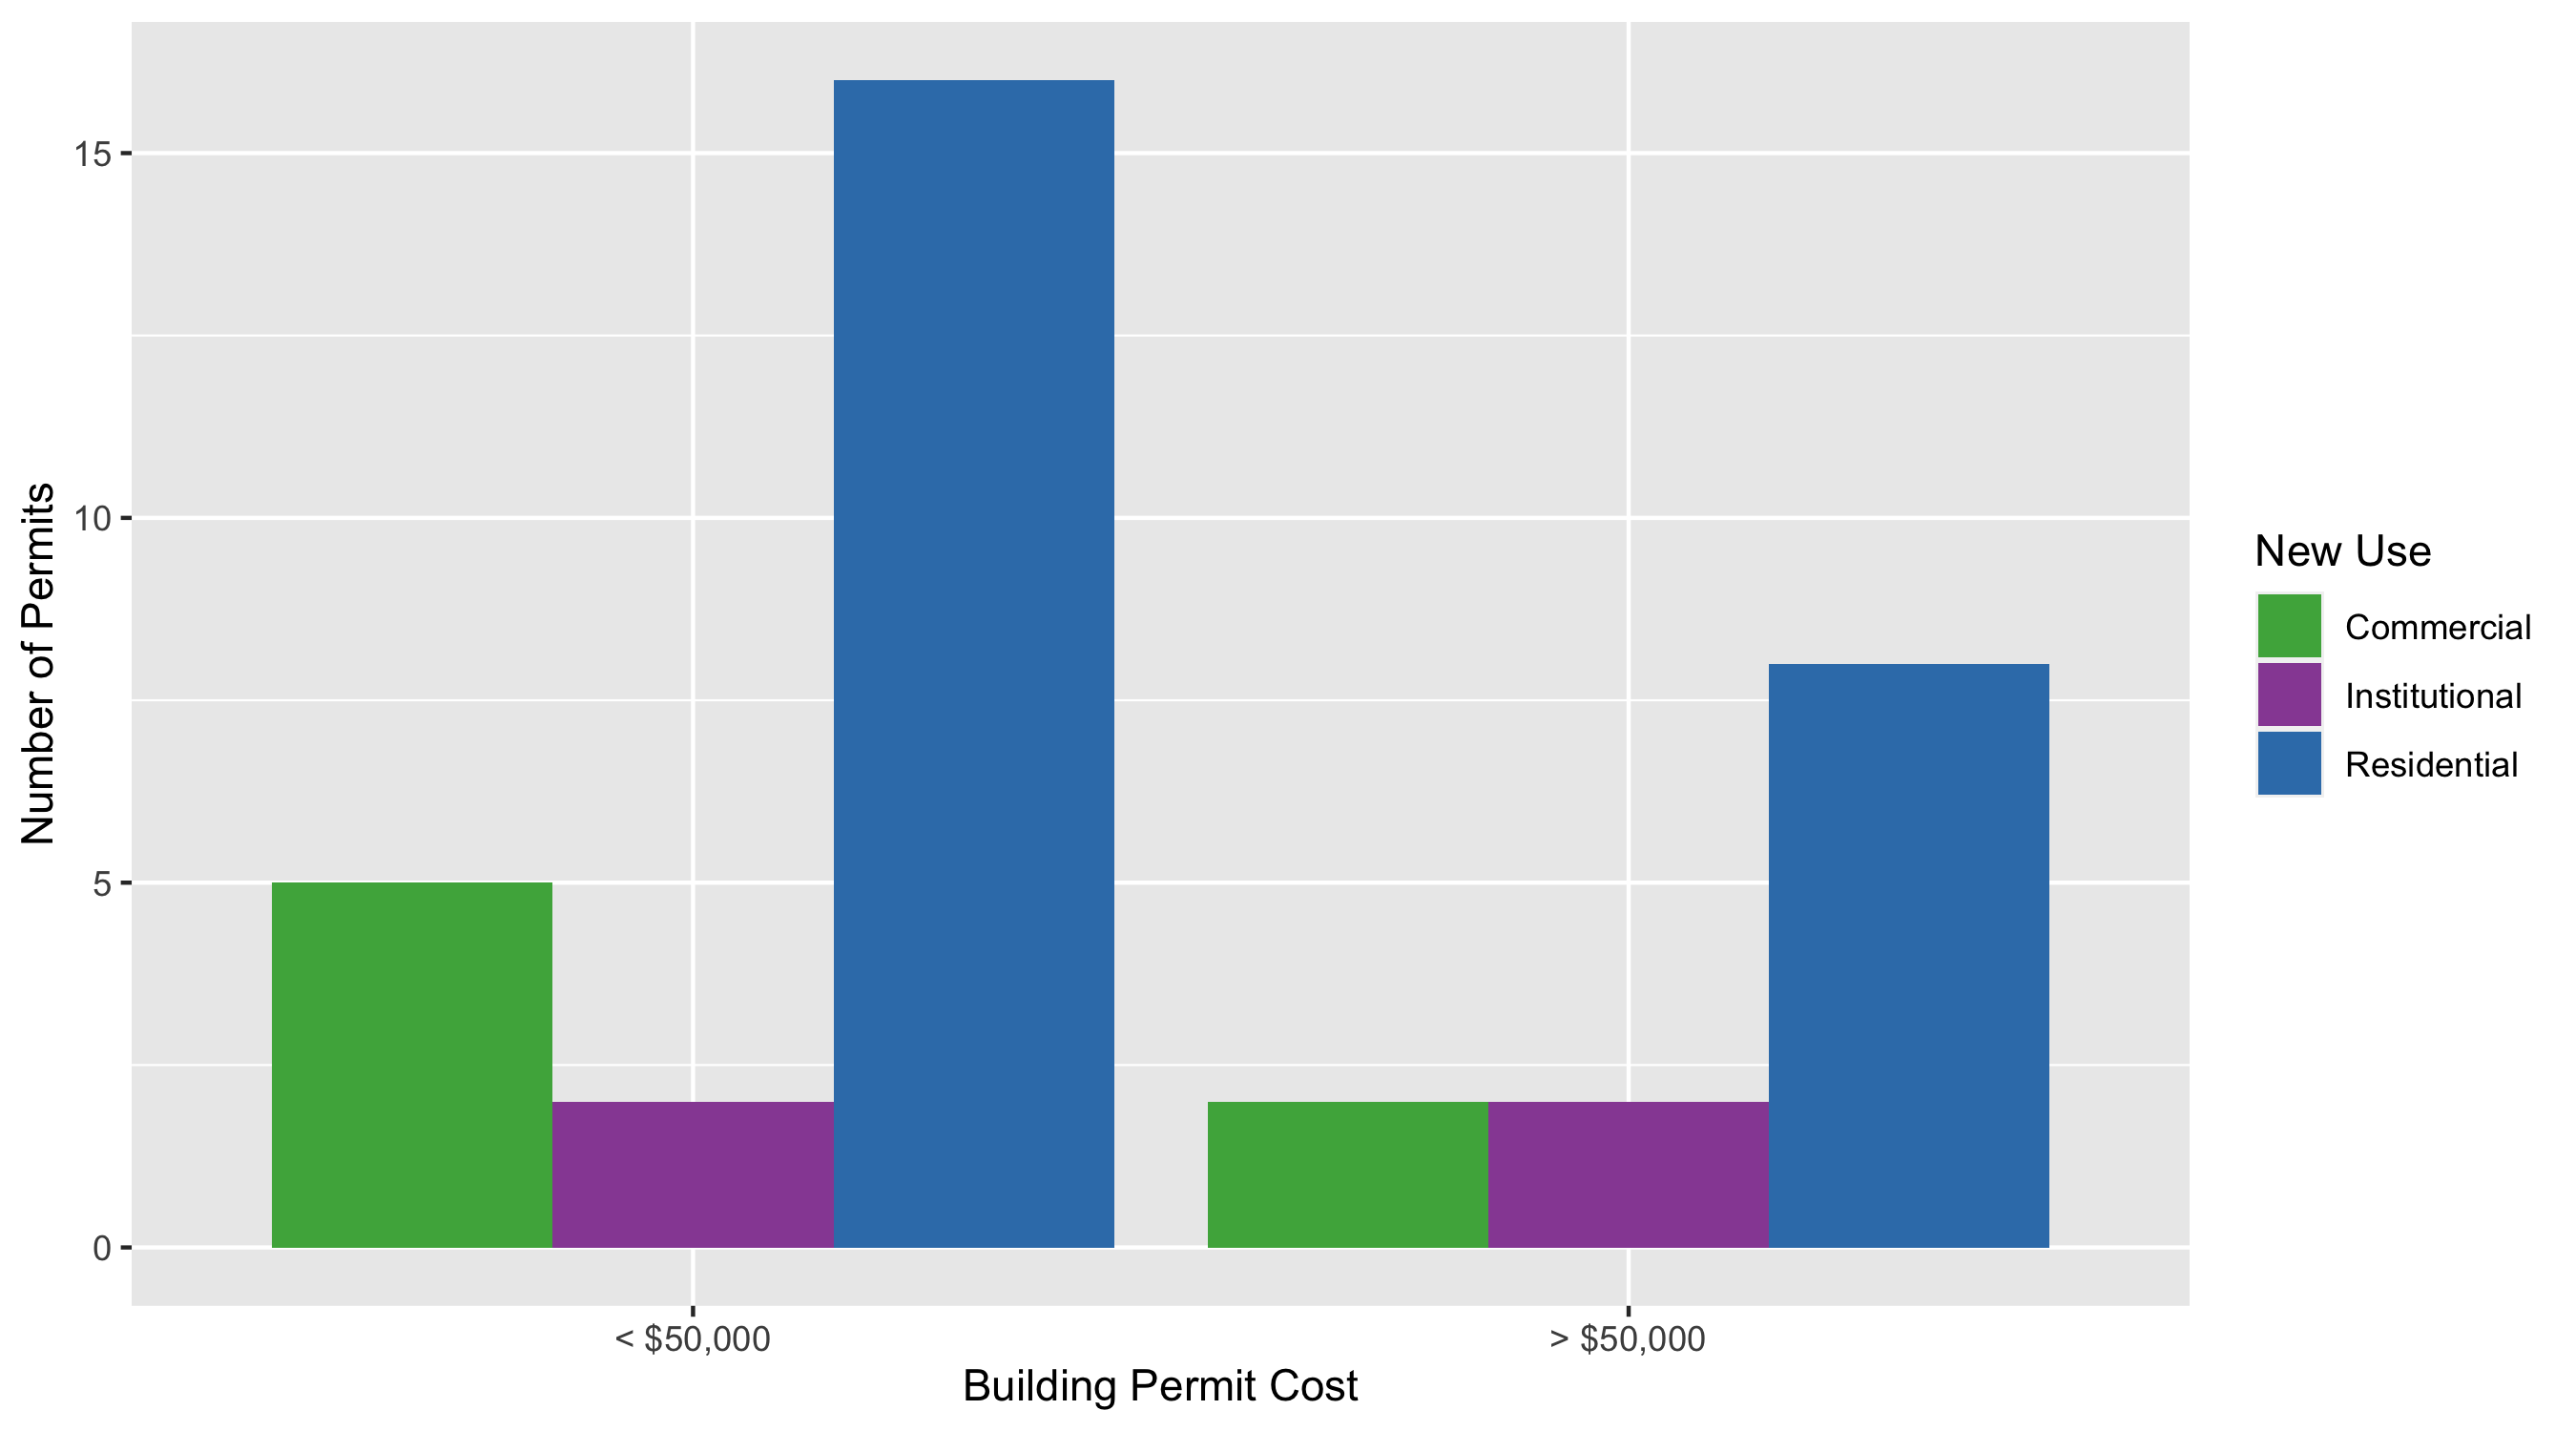 Number of Permits
15
10
5
0
< $50,000
> $50,000
Building Permit Cost
New Use
Commercial
Institutional
Residential